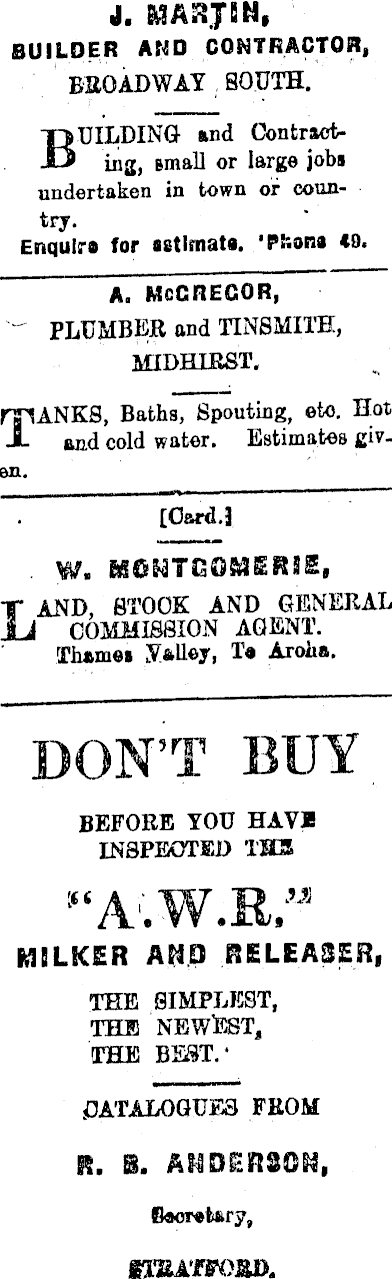 J. MARTIN,
BUILDER AND CONTRACTOR,
BROADWAY SOUTH.
BUILDING and Contract-
ing, small or large jobs
undertaken in town or coun-
try.
Enquire for estimate. 'Phone 49.
A. McGREGOR,
PLUMBER and TINSMITH,
MIDHIRST.
TANKS, Baths, Spouting, etc. Hot
and cold water. Estimates giv-
en.
[Card.]
W. MONTGOMERIE,
LAND, STOCK AND GENERAL
COMMISSION AGENT.
Thames Valley, Te Aroha.
DON'T BUY
BEFORE YOU HAVE
INSPECTED THE
"A.W.R."
MILKER AND RELEASER,
THE SIMPLEST,
THE NEWEST,
THE BEST.
CATALOGUES FROM
R. B. ANDERSON,
Secretary,
STRATFORD.